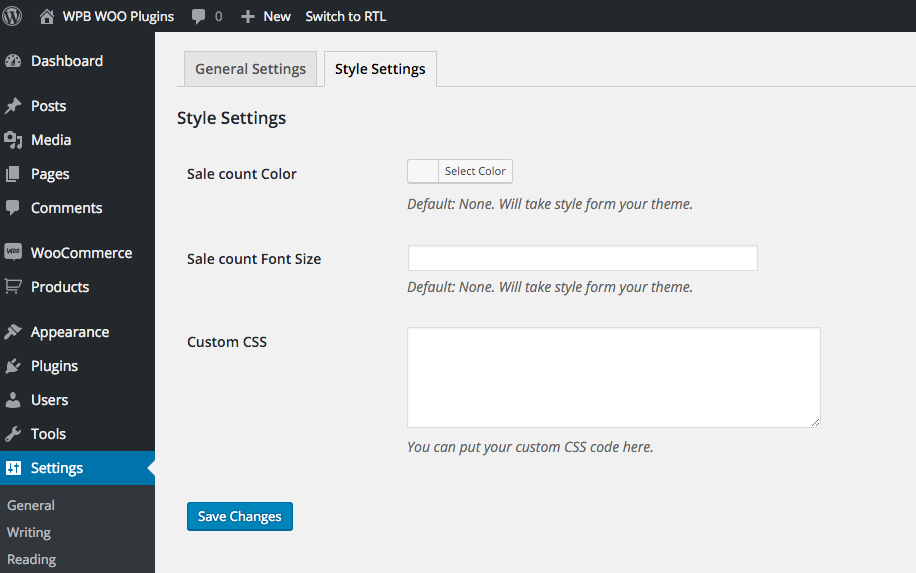 WPB WOO Plugins 0 New Switch to RTL
Dashboard
Posts
Media
Pages
Comments
WOO WooCommerce
Products
Appearance
Plugins
Users
Tools
Settings
General
Writing
Reading
General Settings Style Settings
Style Settings
Sale count Color Select Color
Default: None. Will take style form your theme.
Sale count Font Size
Default: None. Will take style form your theme.
Custom CSS
You can put your custom CSS code here.
Save Changes